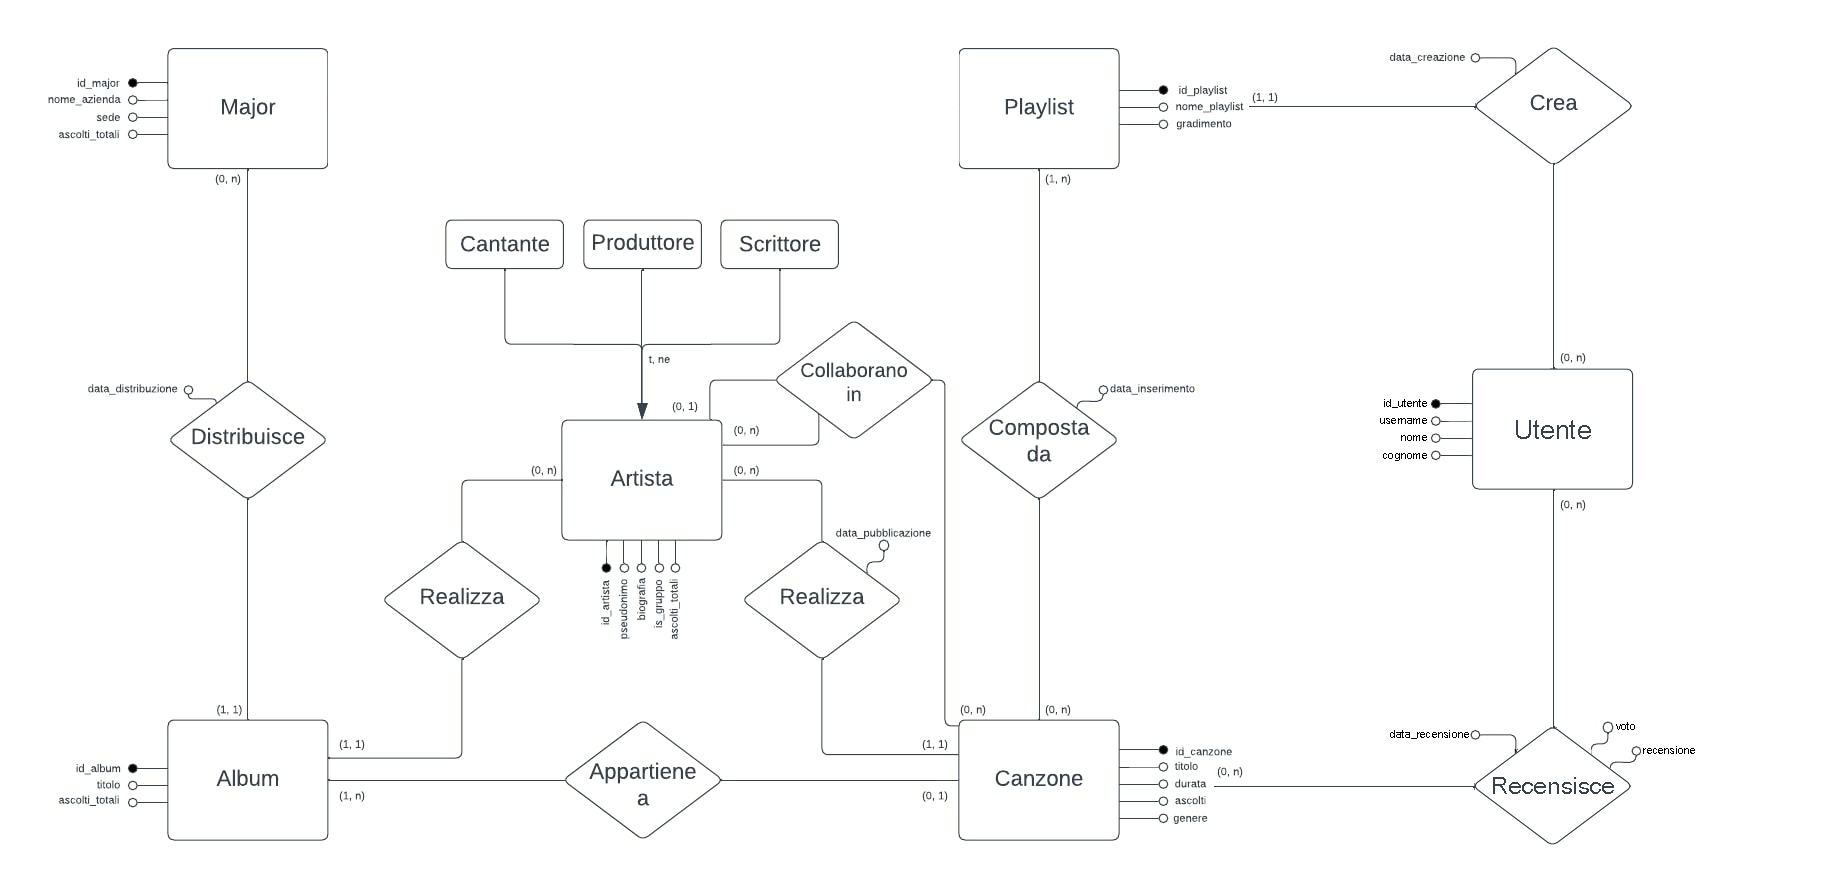 id_major
nome_azienda
sede
ascolti_totali
Major
(0, n)
Playlist
id_playlist
nome_playlist
gradimento
(1, 1)
(1, n)
data_creazione
Crea
Cantante
Produttore
Scrittore
t, ne
Collaborano
in
(0, 1)
(0, n)
data_distribuzione
Distribuisce
data_inserimento
Composta
da
(0, n)
id_utente
username
nome
cognome
Utente
(0, n)
(0, n)
Artista
(0, n)
id_artista
pseudonimo
biografia
is_gruppo
ascolti_totali
data_pubblicazione
Realizza
Realizza
(1, 1)
(0, n)
(0, n)
id_album
titolo
ascolti_totali
Album
(1, 1)
(1, n)
Appartiene
a
(1, 1)
(0, 1)
Canzone
id_canzone
titolo
durata
ascolti
genere
(0, n)
data_recensione
voto
recensione
Recensisce